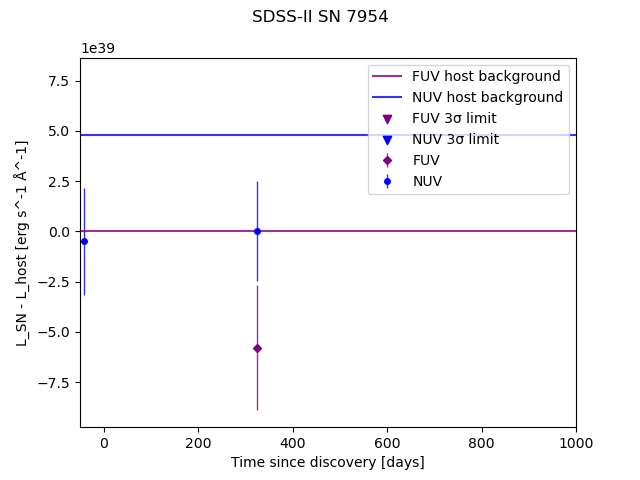 SDSS-II SN 7954
1e39
FUV host background
NUV host background
FUV 3σ limit
NUV 3σ limit
FUV
NUV
7.5
5.0
2.5
0.0
−2.5
−5.0
−7.5
L_SN - L_host [erg s^-1 Å^-1]
0 200 400 600 800 1000
Time since discovery [days]